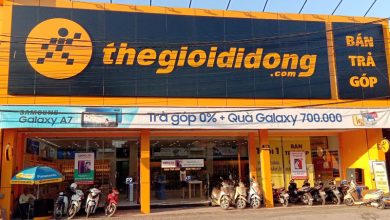 thegioididong
.com
BÁN
TRẢ
GÓP
SAMSUNG
Galaxy A7
Trả góp 0% + Quà Galaxy 700.000